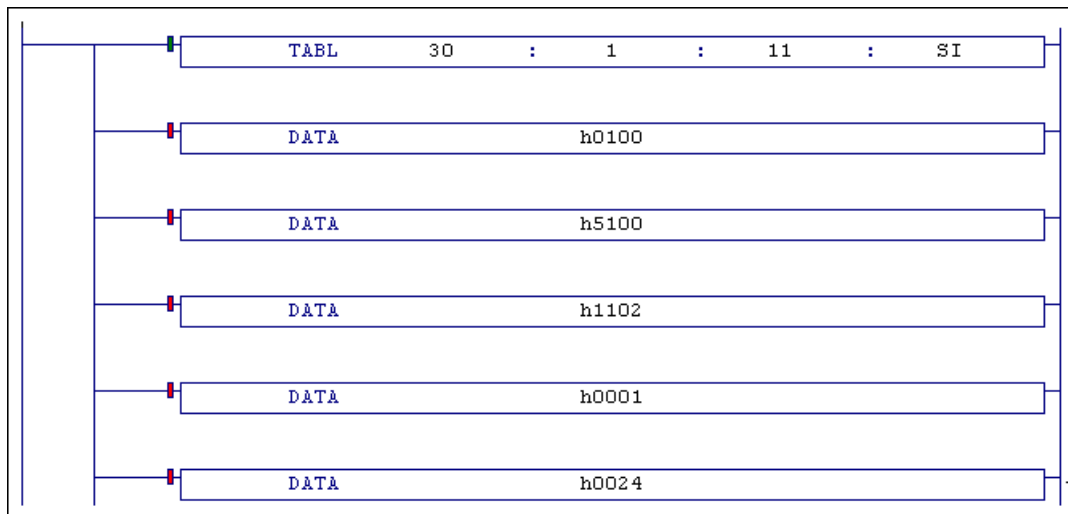 TABL 30 : 1 : 11 : SI
DATA h0100
DATA h5100
DATA h1102
DATA h0001
DATA h0024